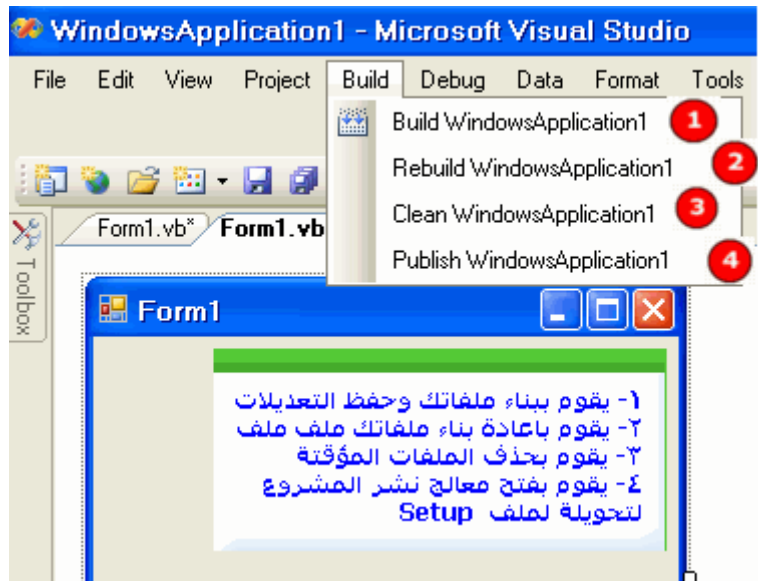 WindowsApplication1 - Microsoft Visual Studio
File Edit View Project Build Debug Data Format Tools
Build WindowsApplication1 1
Rebuild WindowsApplication1 2
Clean WindowsApplication1 3
Publish WindowsApplication1 4
Form1.vb* Form1.vb
Toolbox
Form1
١- يقوم ببناء ملفاتك وحفظ التعديلات
٢- يقوم باعادة بناء ملفاتك ملف ملف
٣- يقوم بحذف الملفات المؤقتة
٤- يقوم بفتح معالج نشر المشروع
لتحويلة لملف Setup